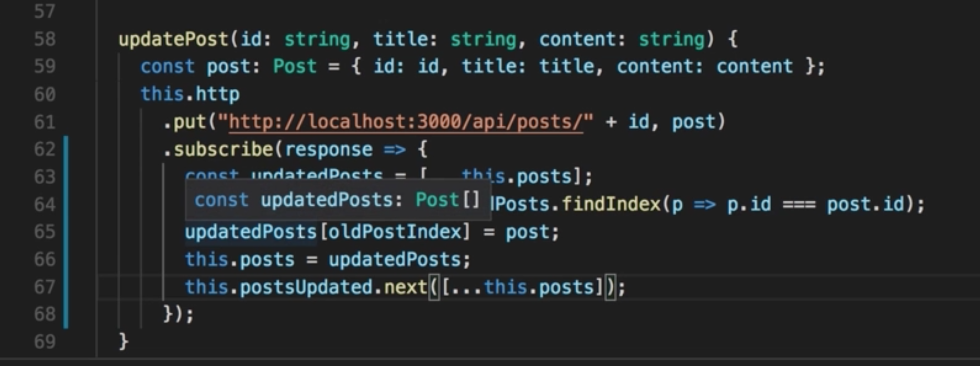 57
58 updatePost(id: string, title: string, content: string) {
59 const post: Post = { id: id, title: title, content: content };
60 this.http
61 .put("http://localhost:3000/api/posts/" + id, post)
62 .subscribe(response => {
63 const updatedPosts = [...this.posts];
const updatedPosts: Post[]
64 dPosts.findIndex(p => p.id === post.id);
65 updatedPosts[oldPostIndex] = post;
66 this.posts = updatedPosts;
67 this.postsUpdated.next([...this.posts]);
68 });
69 }